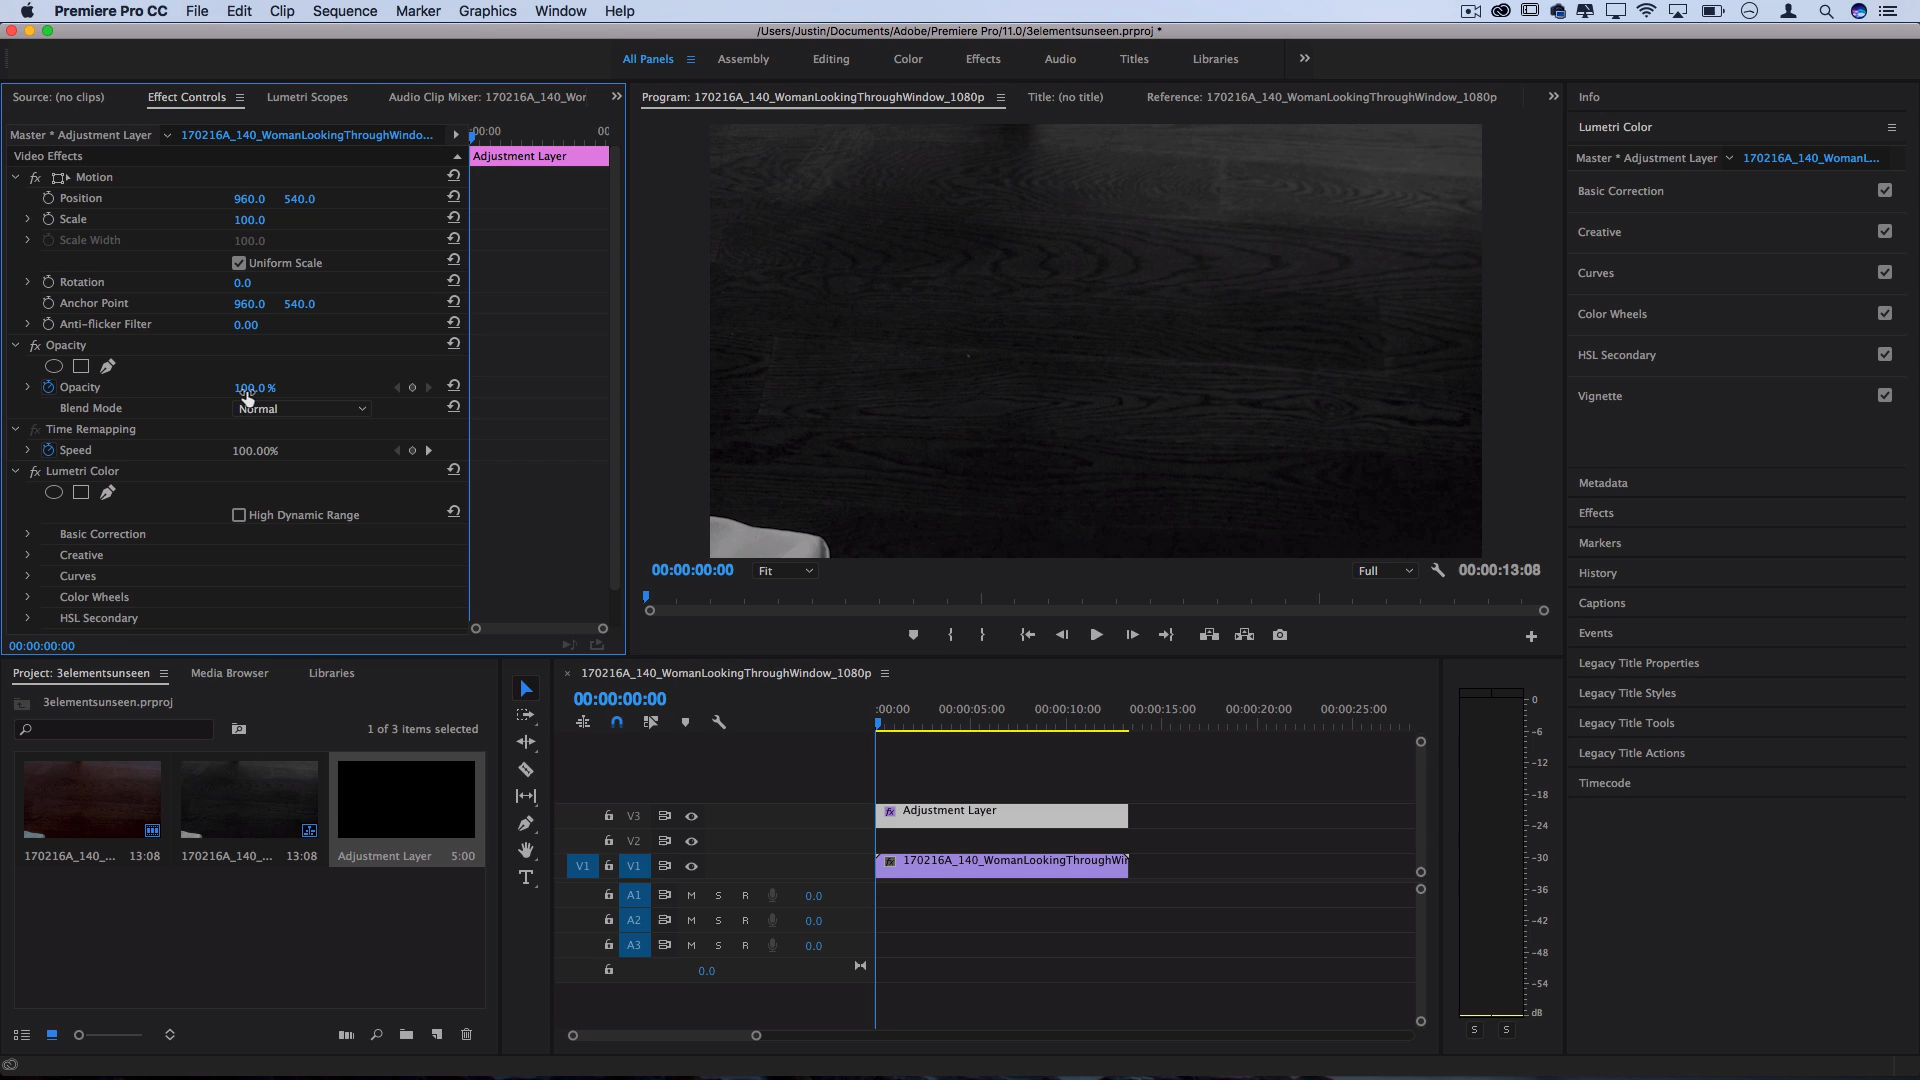 Premiere Pro CC File Edit Clip Sequence Marker Graphics Window Help
/Users/Justin/Documents/Adobe/Premiere Pro/11.0/3elementsunseen.prproj *
All Panels Assembly Editing Color Effects Audio Titles Libraries
Source: (no clips) Effect Controls Lumetri Scopes Audio Clip Mixer: 170216A_140_Wor
Master * Adjustment Layer 170216A_140_WomanLookingThroughWindo...
:00:00 00
Video Effects
Adjustment Layer
fx Motion
Position 960.0 540.0
Scale 100.0
Scale Width 100.0
Uniform Scale
Rotation 0.0
Anchor Point 960.0 540.0
Anti-flicker Filter 0.00
fx Opacity
Opacity 100.0 %
Blend Mode Normal
fx Time Remapping
Speed 100.00%
fx Lumetri Color
High Dynamic Range
Basic Correction
Creative
Curves
Color Wheels
HSL Secondary
00:00:00:00
Program: 170216A_140_WomanLookingThroughWindow_1080p Title: (no title) Reference: 170216A_140_WomanLookingThroughWindow_1080p
00:00:00:00 Fit Full 00:00:13:08
Info
Lumetri Color
Master * Adjustment Layer 170216A_140_WomanL...
Basic Correction
Creative
Curves
Color Wheels
HSL Secondary
Vignette
Metadata
Effects
Markers
History
Captions
Events
Legacy Title Properties
Legacy Title Styles
Legacy Title Tools
Legacy Title Actions
Timecode
Project: 3elementsunseen Media Browser Libraries
3elementsunseen.prproj
1 of 3 items selected
170216A_140_... 13:08 170216A_140_... 13:08 Adjustment Layer 5:00
T
170216A_140_WomanLookingThroughWindow_1080p
00:00:00:00
:00:00 00:00:05:00 00:00:10:00 00:00:15:00 00:00:20:00 00:00:25:00
V3 fx Adjustment Layer
V2
V1 V1 fx 170216A_140_WomanLookingThroughWin
A1 M S R 0.0
A2 M S R 0.0
A3 M S R 0.0
0.0
0
-6
-12
-18
-24
-30
-36
-42
-48
-54
dB
S S